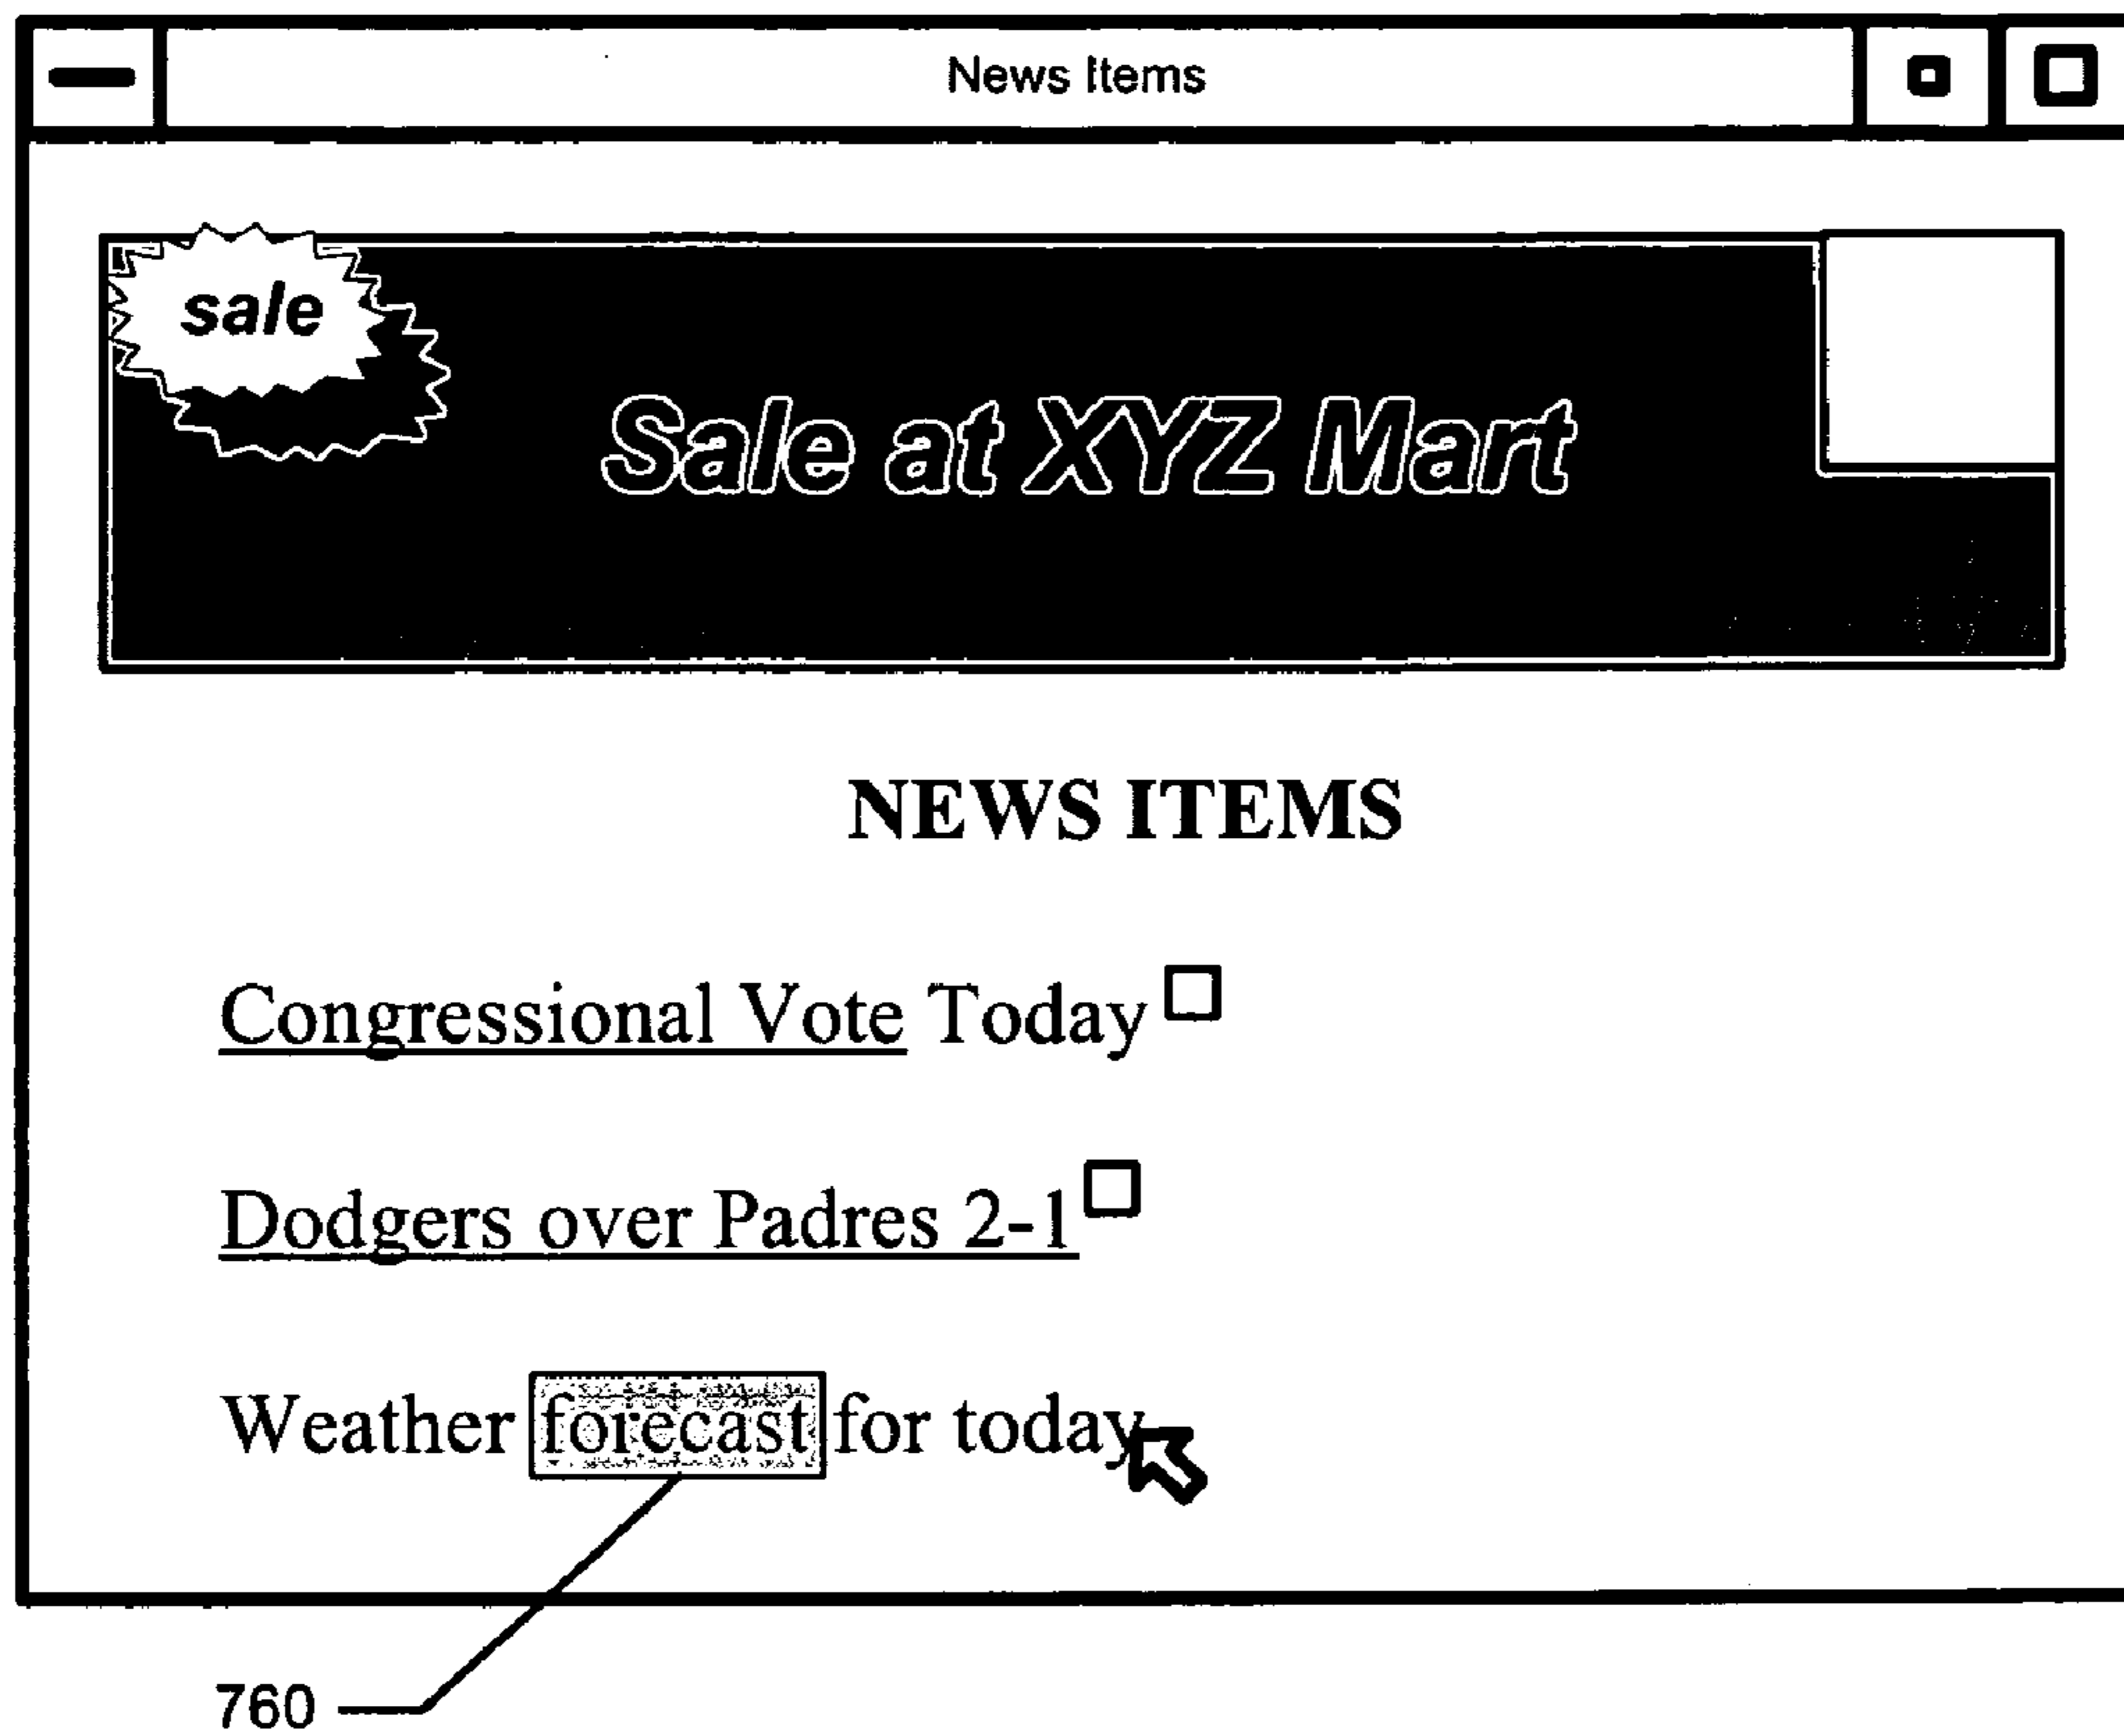 News Items
sale
Sale at XYZ Mart
NEWS ITEMS
Congressional Vote Today
Dodgers over Padres 2-1
Weather forecast for today
760